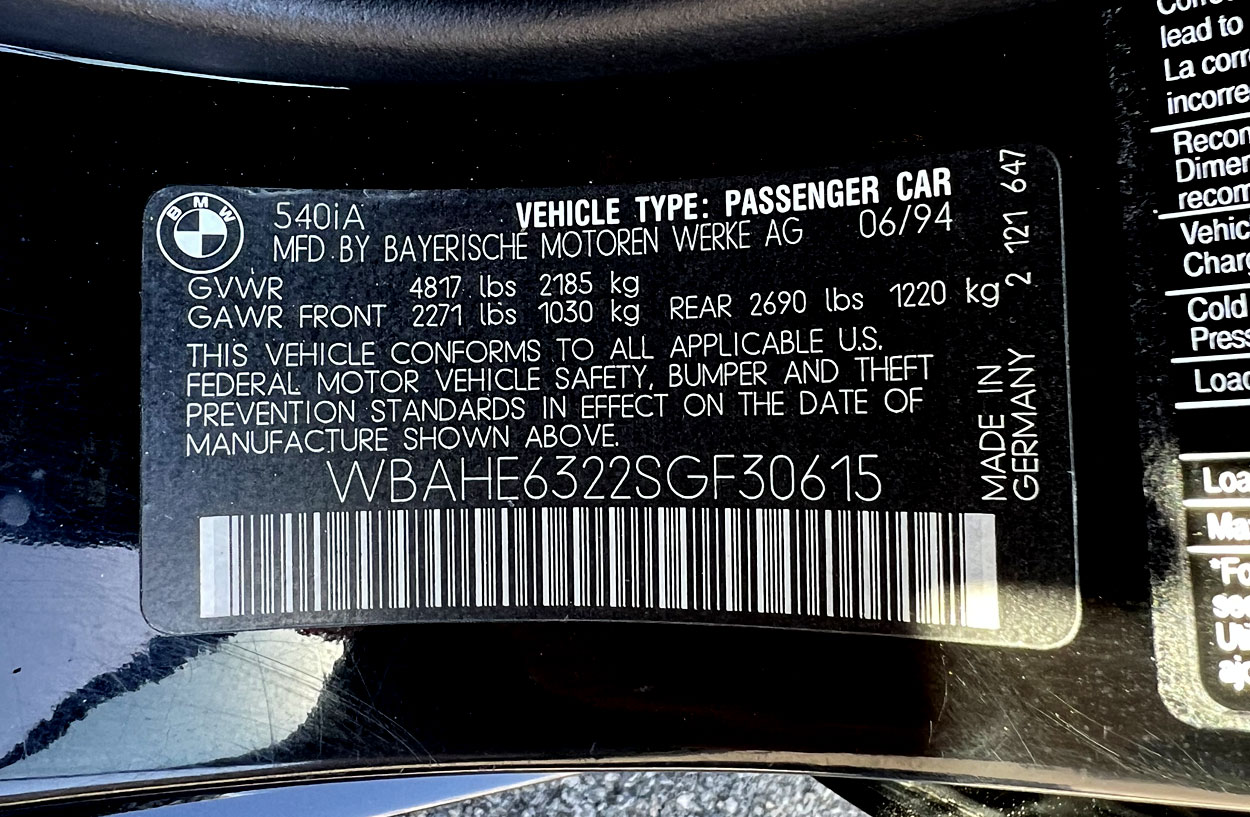 BMW
540iA
VEHICLE TYPE: PASSENGER CAR
MFD BY BAYERISCHE MOTOREN WERKE AG 06/94
GVWR 4817 lbs 2185 kg
GAWR FRONT 2271 lbs 1030 kg REAR 2690 lbs 1220 kg
THIS VEHICLE CONFORMS TO ALL APPLICABLE U.S.
FEDERAL MOTOR VEHICLE SAFETY, BUMPER AND THEFT
PREVENTION STANDARDS IN EFFECT ON THE DATE OF
MANUFACTURE SHOWN ABOVE.
WBAHE6322SGF30615
MADE IN
GERMANY
2 121 647
lead to
La corr
incorre
Recom
Dimen
recom
Vehic
Charg
Cold
Press
Load
Loa
Ma
*Fo